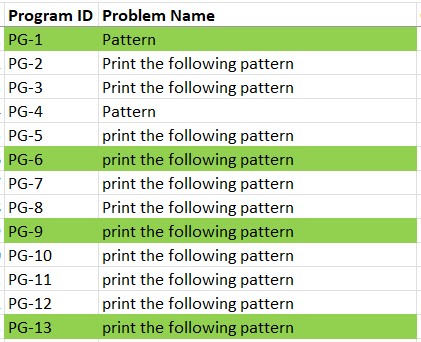 Program ID Problem Name
PG-1 Pattern
PG-2 Print the following pattern
PG-3 Print the following pattern
PG-4 Pattern
PG-5 print the following pattern
PG-6 print the following pattern
PG-7 print the following pattern
PG-8 Print the following pattern
PG-9 print the following pattern
PG-10 print the following pattern
PG-11 print the following pattern
PG-12 print the following pattern
PG-13 print the following pattern